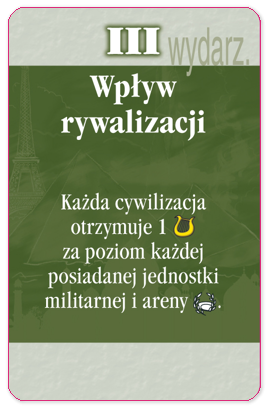 III
wydarz.
Wpływ
rywalizacji
Każda cywilizacja
otrzymuje 1
za poziom każdej
posiadanej jednostki
militarnej i areny .